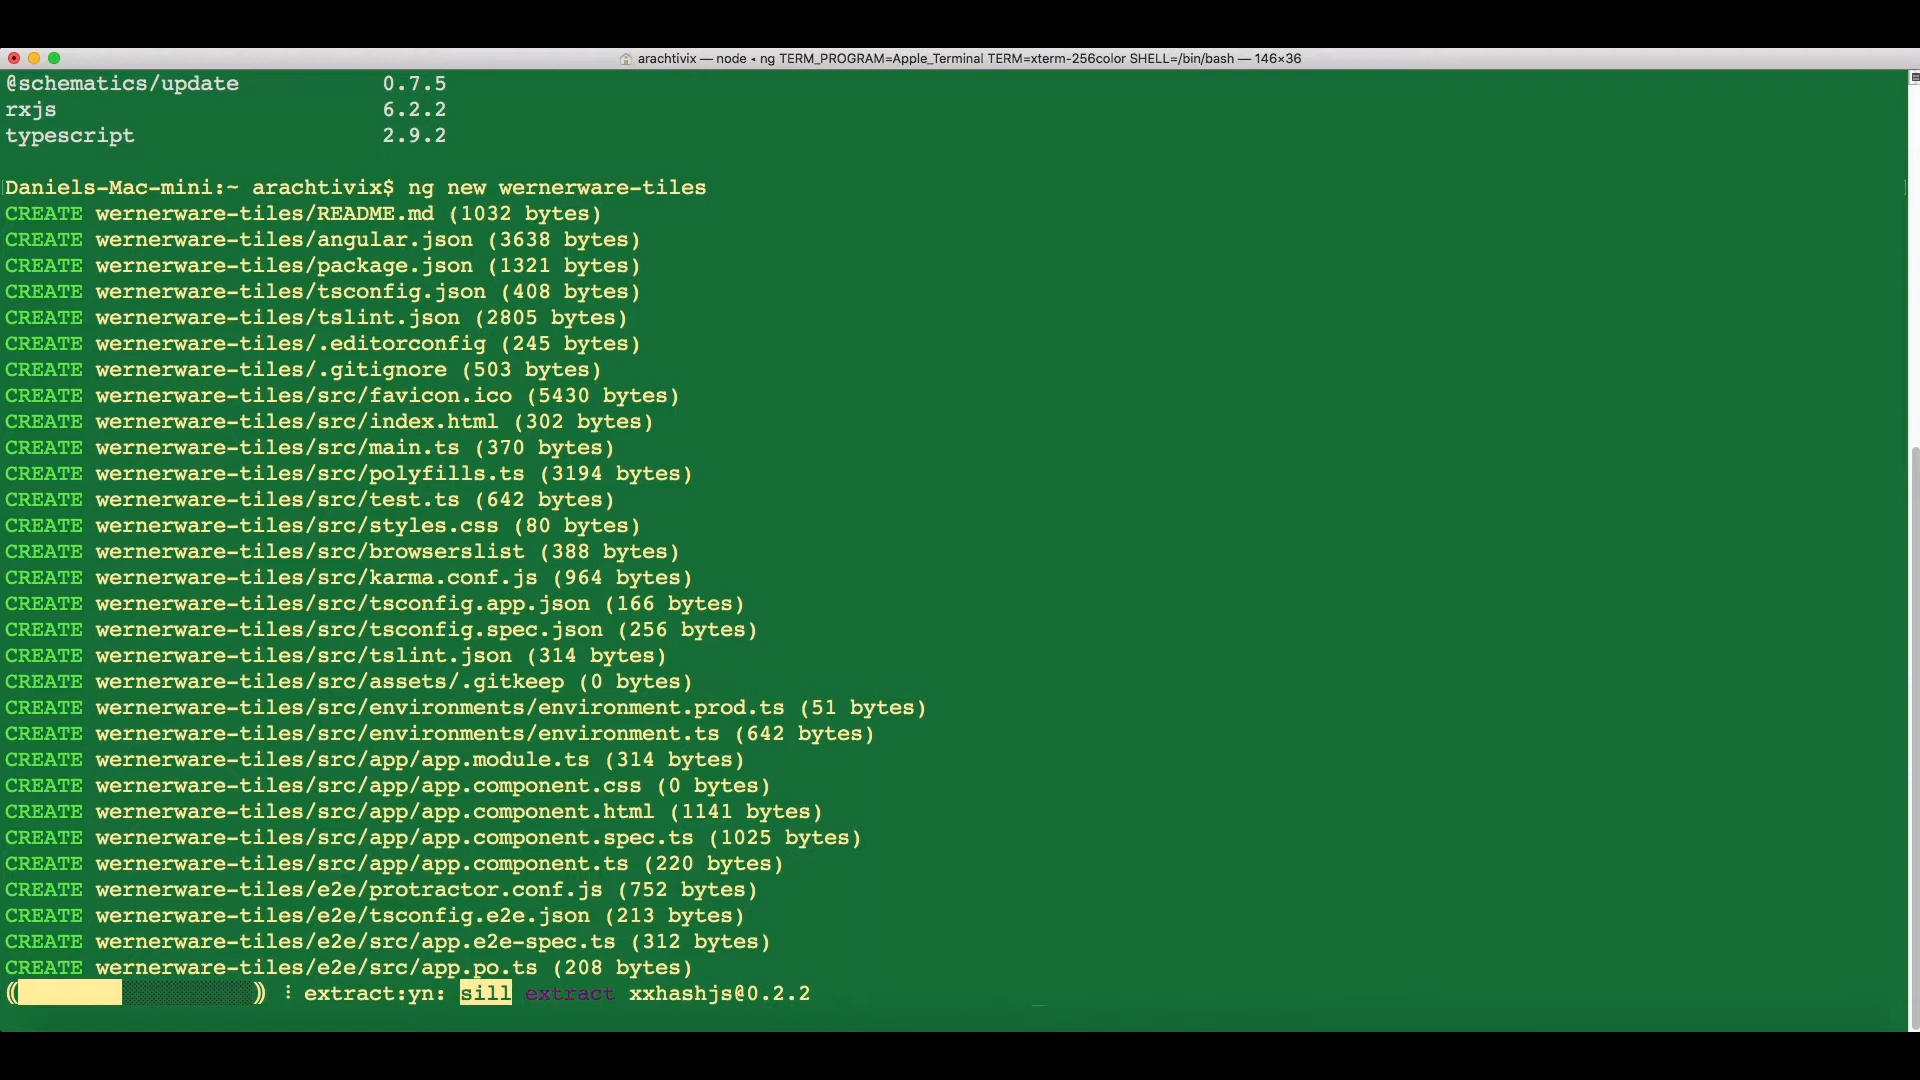 arachtivix — node ◂ ng TERM_PROGRAM=Apple_Terminal TERM=xterm-256color SHELL=/bin/bash — 146×36
@schematics/update 0.7.5
rxjs 6.2.2
typescript 2.9.2
Daniels-Mac-mini:~ arachtivix$ ng new wernerware-tiles
CREATE wernerware-tiles/README.md (1032 bytes)
CREATE wernerware-tiles/angular.json (3638 bytes)
CREATE wernerware-tiles/package.json (1321 bytes)
CREATE wernerware-tiles/tsconfig.json (408 bytes)
CREATE wernerware-tiles/tslint.json (2805 bytes)
CREATE wernerware-tiles/.editorconfig (245 bytes)
CREATE wernerware-tiles/.gitignore (503 bytes)
CREATE wernerware-tiles/src/favicon.ico (5430 bytes)
CREATE wernerware-tiles/src/index.html (302 bytes)
CREATE wernerware-tiles/src/main.ts (370 bytes)
CREATE wernerware-tiles/src/polyfills.ts (3194 bytes)
CREATE wernerware-tiles/src/test.ts (642 bytes)
CREATE wernerware-tiles/src/styles.css (80 bytes)
CREATE wernerware-tiles/src/browserslist (388 bytes)
CREATE wernerware-tiles/src/karma.conf.js (964 bytes)
CREATE wernerware-tiles/src/tsconfig.app.json (166 bytes)
CREATE wernerware-tiles/src/tsconfig.spec.json (256 bytes)
CREATE wernerware-tiles/src/tslint.json (314 bytes)
CREATE wernerware-tiles/src/assets/.gitkeep (0 bytes)
CREATE wernerware-tiles/src/environments/environment.prod.ts (51 bytes)
CREATE wernerware-tiles/src/environments/environment.ts (642 bytes)
CREATE wernerware-tiles/src/app/app.module.ts (314 bytes)
CREATE wernerware-tiles/src/app/app.component.css (0 bytes)
CREATE wernerware-tiles/src/app/app.component.html (1141 bytes)
CREATE wernerware-tiles/src/app/app.component.spec.ts (1025 bytes)
CREATE wernerware-tiles/src/app/app.component.ts (220 bytes)
CREATE wernerware-tiles/e2e/protractor.conf.js (752 bytes)
CREATE wernerware-tiles/e2e/tsconfig.e2e.json (213 bytes)
CREATE wernerware-tiles/e2e/src/app.e2e-spec.ts (312 bytes)
CREATE wernerware-tiles/e2e/src/app.po.ts (208 bytes)
⸨ ⸩ ⠸ extract:yn: sill extract xxhashjs@0.2.2